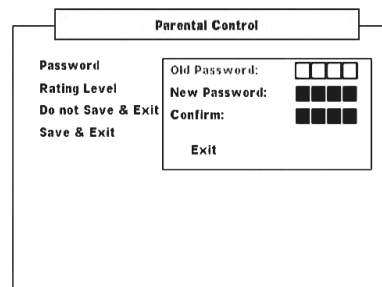 Parental Control
Password
Rating Level
Do not Save & Exit
Save & Exit
Old Password:
New Password:
Confirm:
Exit